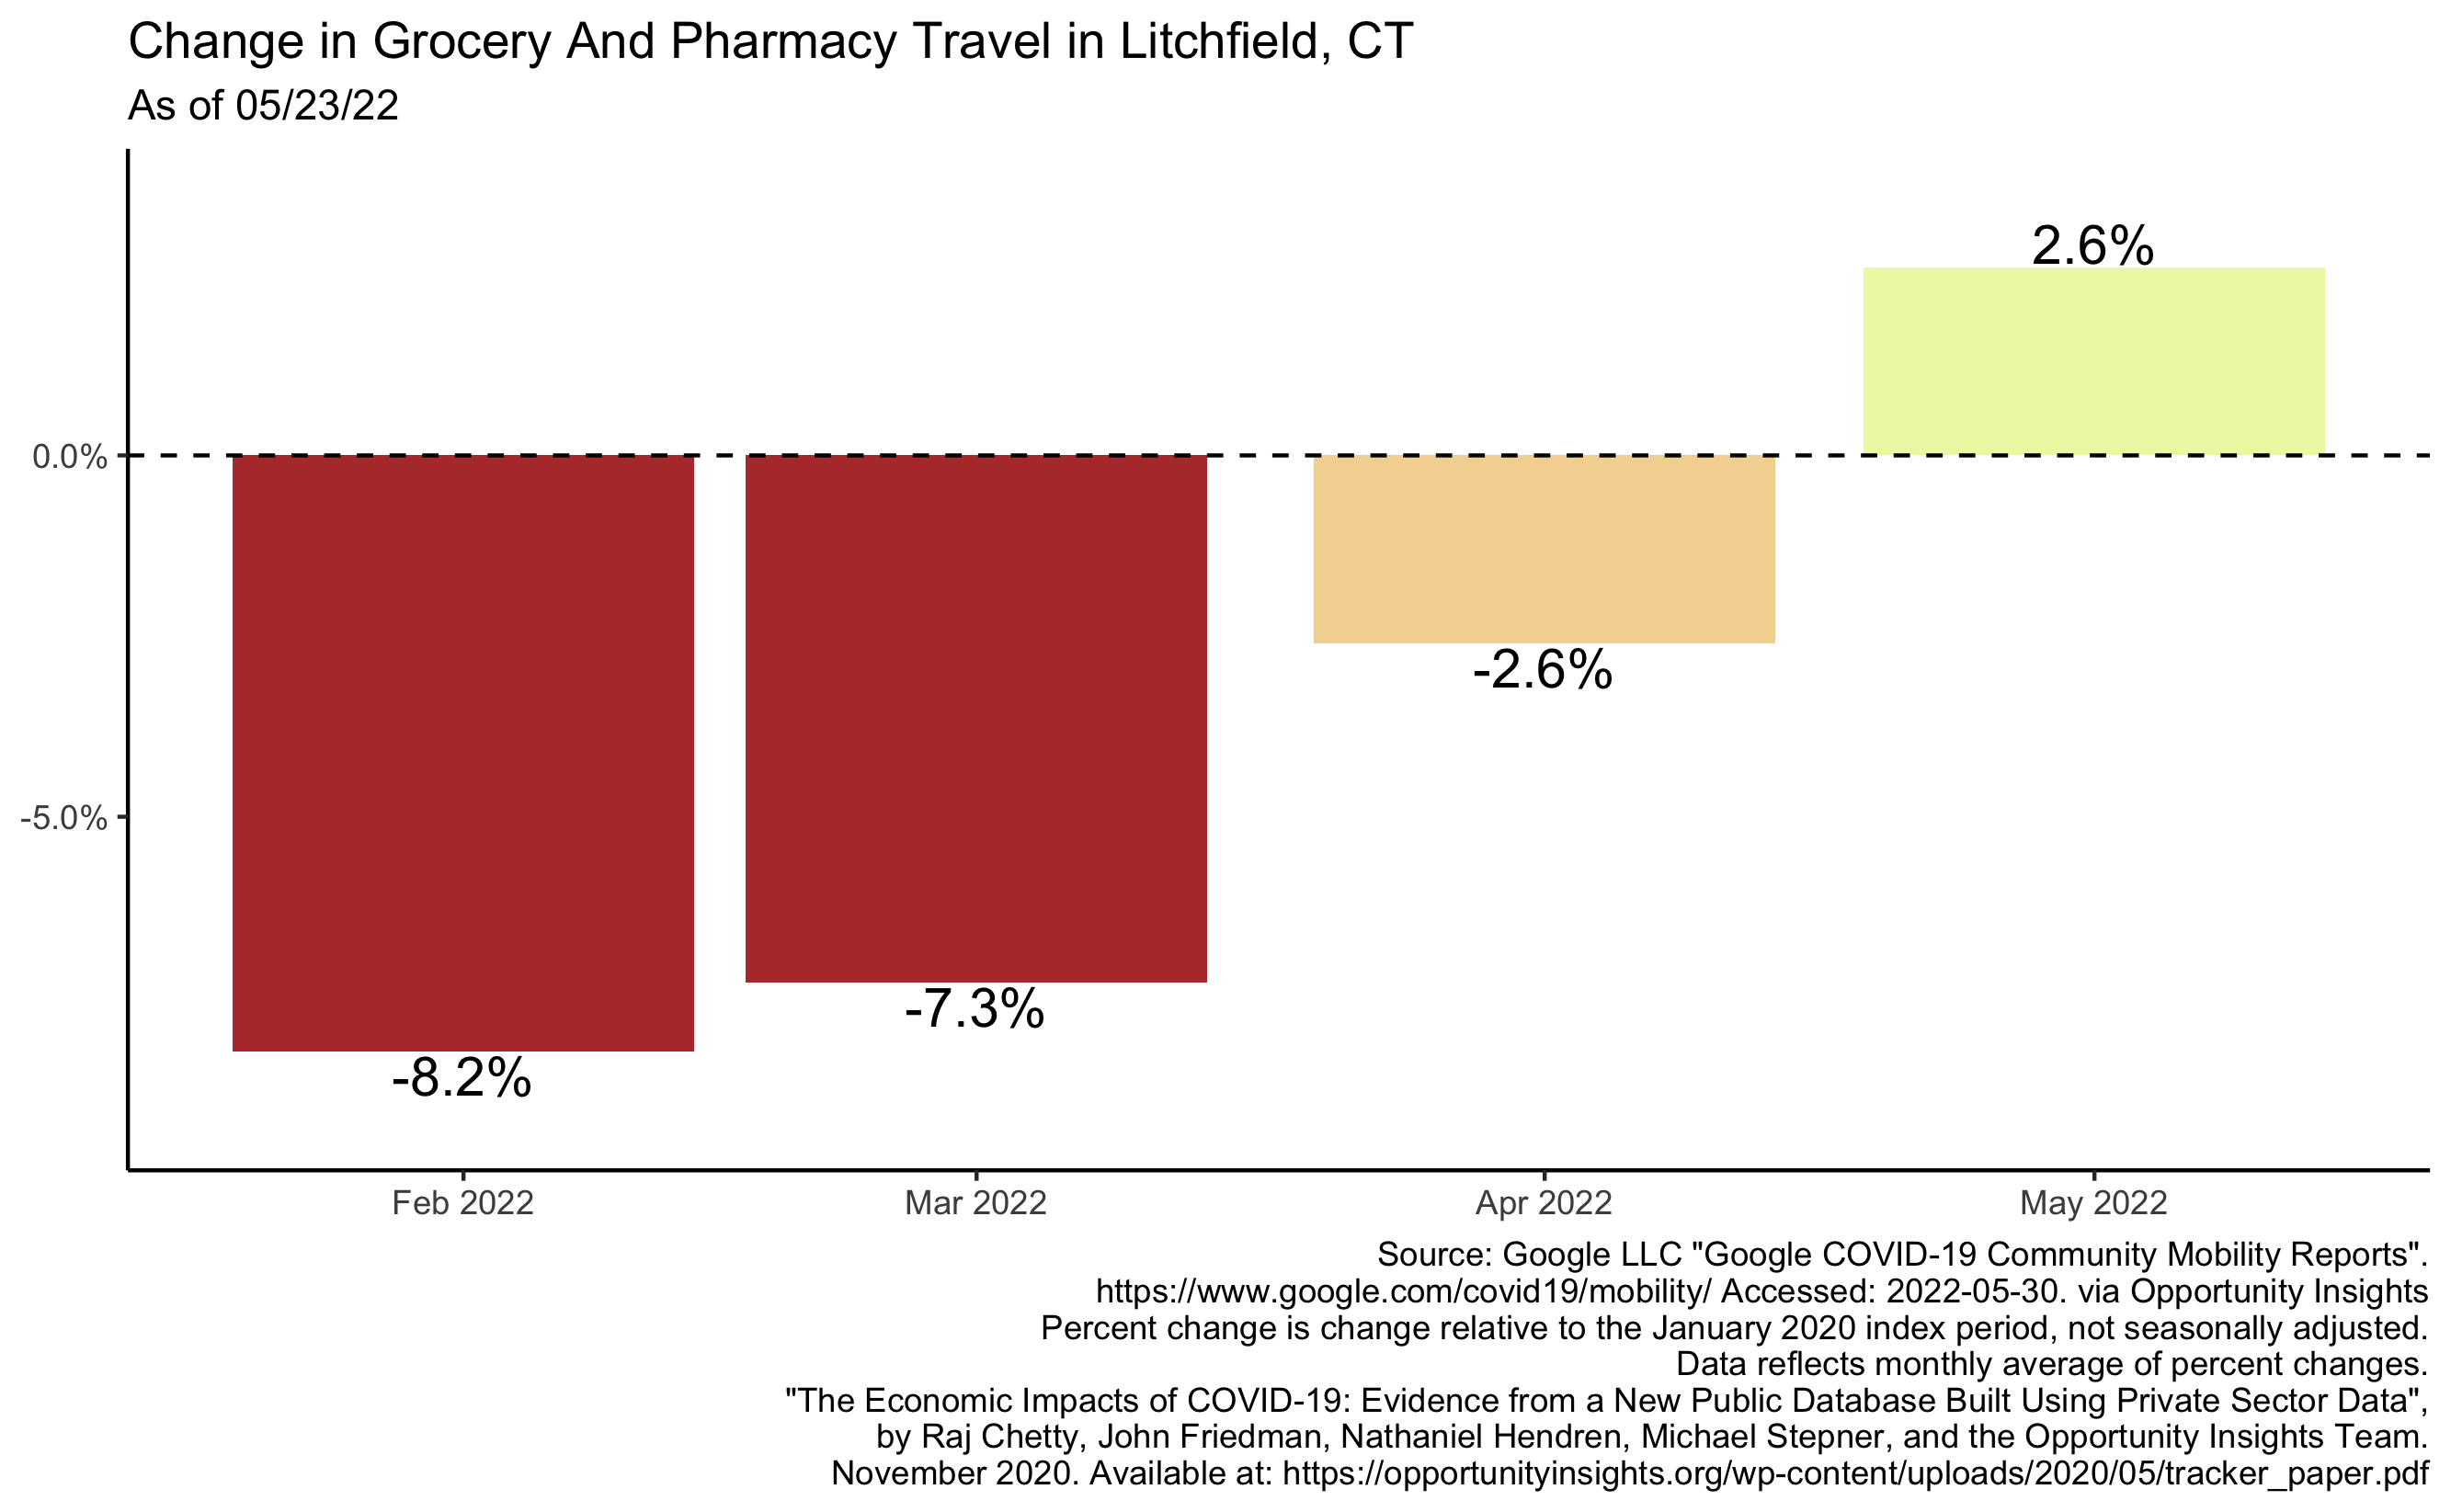 Change in Grocery And Pharmacy Travel in Litchfield, CT
As of 05/23/22
2.6%
0.0%
-2.6%
-5.0%
-7.3%
-8.2%
Feb 2022 Mar 2022 Apr 2022 May 2022
Source: Google LLC "Google COVID-19 Community Mobility Reports".
https://www.google.com/covid19/mobility/ Accessed: 2022-05-30. via Opportunity Insights
Percent change is change relative to the January 2020 index period, not seasonally adjusted.
Data reflects monthly average of percent changes.
"The Economic Impacts of COVID-19: Evidence from a New Public Database Built Using Private Sector Data",
by Raj Chetty, John Friedman, Nathaniel Hendren, Michael Stepner, and the Opportunity Insights Team.
November 2020. Available at: https://opportunityinsights.org/wp-content/uploads/2020/05/tracker_paper.pdf